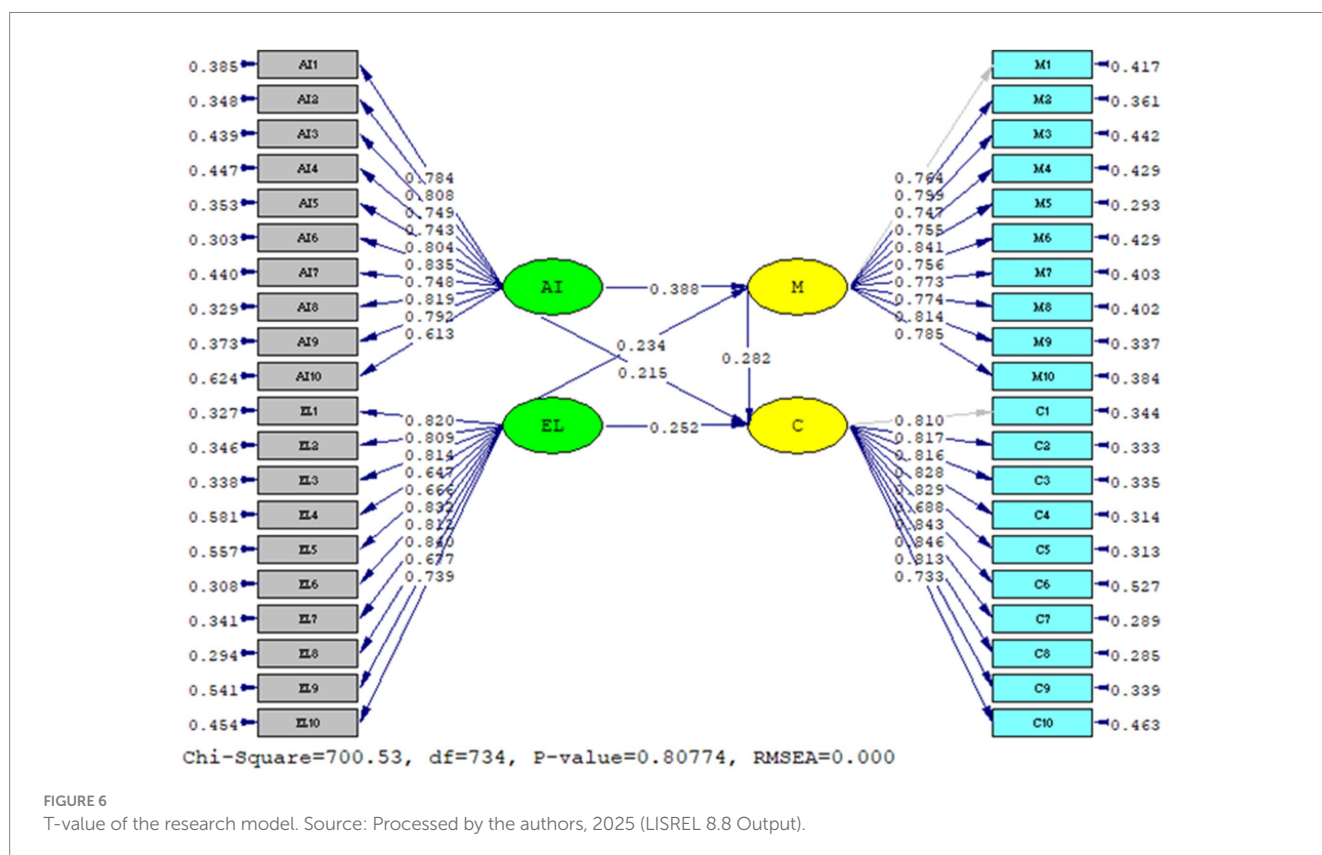 0.385 AI1
0.348 AI2
0.439 AI3
0.447 AI4
0.353 AI5
0.303 AI6
0.440 AI7
0.329 AI8
0.373 AI9
0.624 AI10
0.327 EL1
0.346 EL2
0.338 EL3
0.581 EL4
0.557 EL5
0.308 EL6
0.341 EL7
0.294 EL8
0.541 EL9
0.454 EL10
0.784
0.808
0.749
0.743
0.804
0.835
0.748
0.819
0.792
0.613
0.820
0.809
0.814
0.647
0.666
0.832
0.812
0.840
0.677
0.739
AI
EL
0.388
0.234
0.215
0.282
0.252
M
C
0.764
0.799
0.747
0.755
0.841
0.756
0.773
0.774
0.814
0.785
0.810
0.817
0.816
0.828
0.829
0.688
0.843
0.846
0.813
0.733
M1 0.417
M2 0.361
M3 0.442
M4 0.429
M5 0.293
M6 0.429
M7 0.403
M8 0.402
M9 0.337
M10 0.384
C1 0.344
C2 0.333
C3 0.335
C4 0.314
C5 0.313
C6 0.527
C7 0.289
C8 0.285
C9 0.339
C10 0.463
Chi-Square=700.53, df=734, P-value=0.80774, RMSEA=0.000
FIGURE 6
T-value of the research model. Source: Processed by the authors, 2025 (LISREL 8.8 Output).